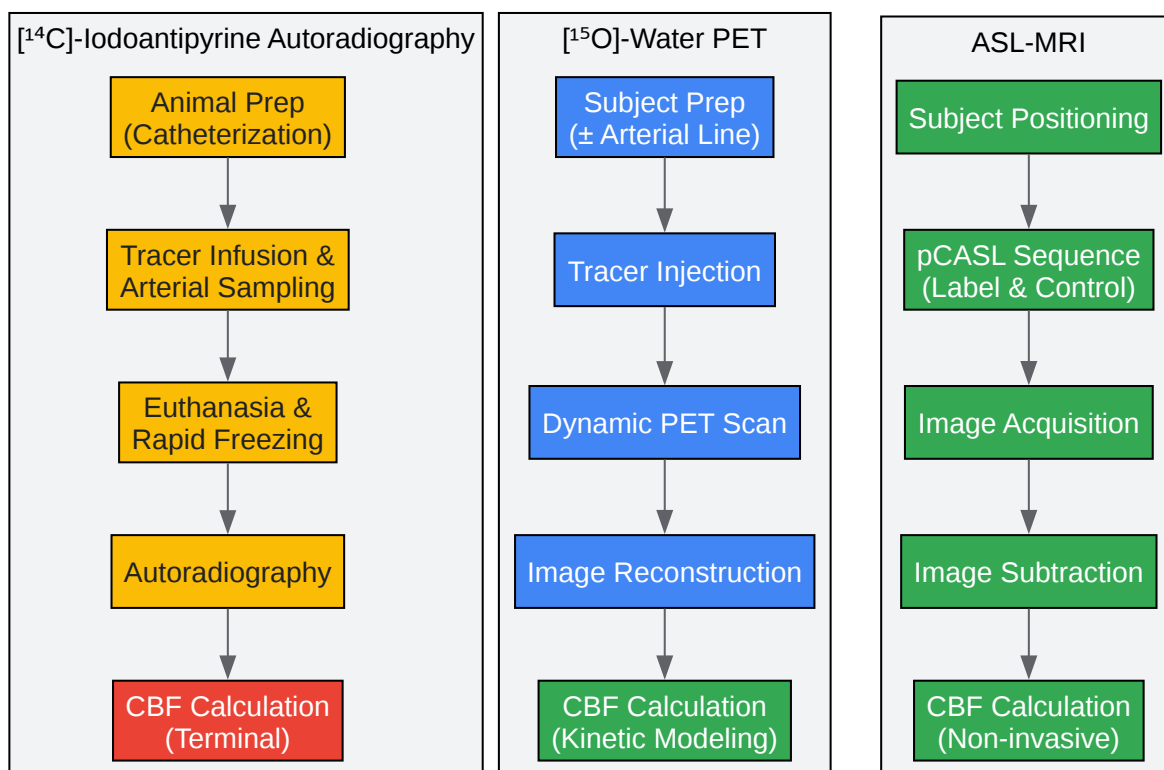 [¹⁴C]-Iodoantipyrine Autoradiography
Animal Prep
(Catheterization)
Tracer Infusion &
Arterial Sampling
Euthanasia &
Rapid Freezing
Autoradiography
CBF Calculation
(Terminal)
[¹⁵O]-Water PET
Subject Prep
(± Arterial Line)
Tracer Injection
Dynamic PET Scan
Image Reconstruction
CBF Calculation
(Kinetic Modeling)
ASL-MRI
Subject Positioning
pCASL Sequence
(Label & Control)
Image Acquisition
Image Subtraction
CBF Calculation
(Non-invasive)